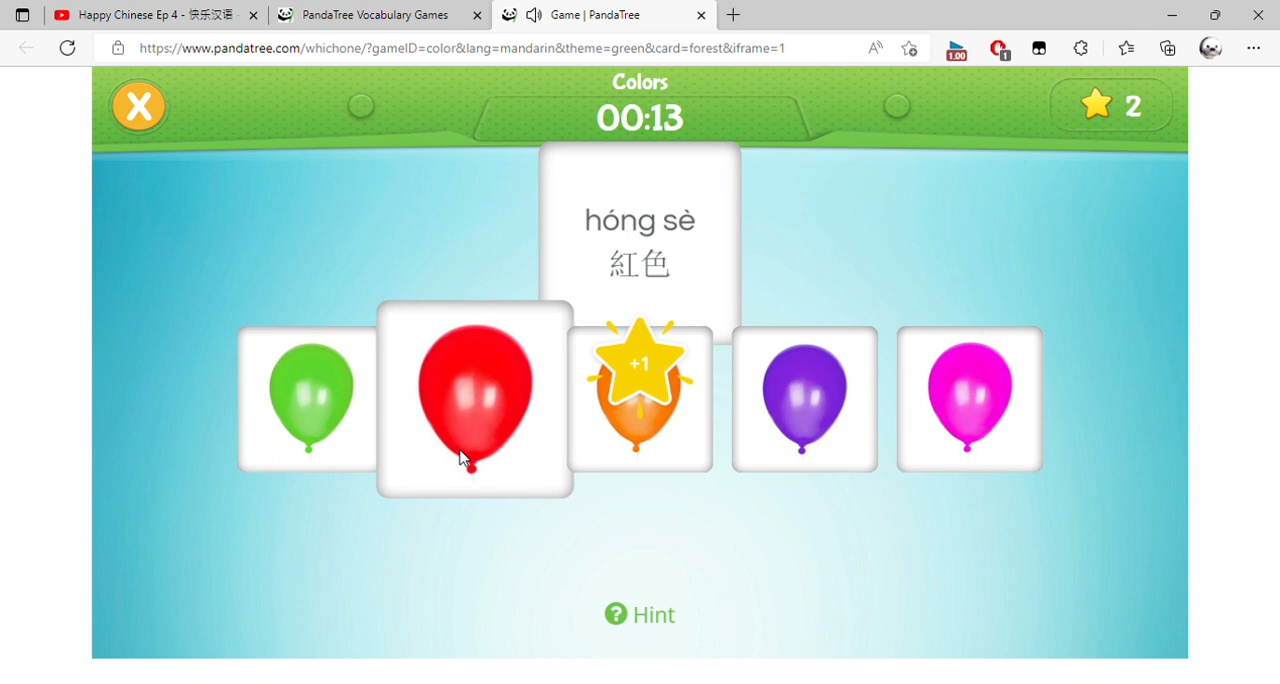 Happy Chinese Ep 4 - 快乐汉语
PandaTree Vocabulary Games
Game | PandaTree
https://www.pandatree.com/whichone/?gameID=color&lang=mandarin&theme=green&card=forest&iframe=1
1.00
1
X
Colors
00:13
2
hóng sè
紅色
+1
? Hint